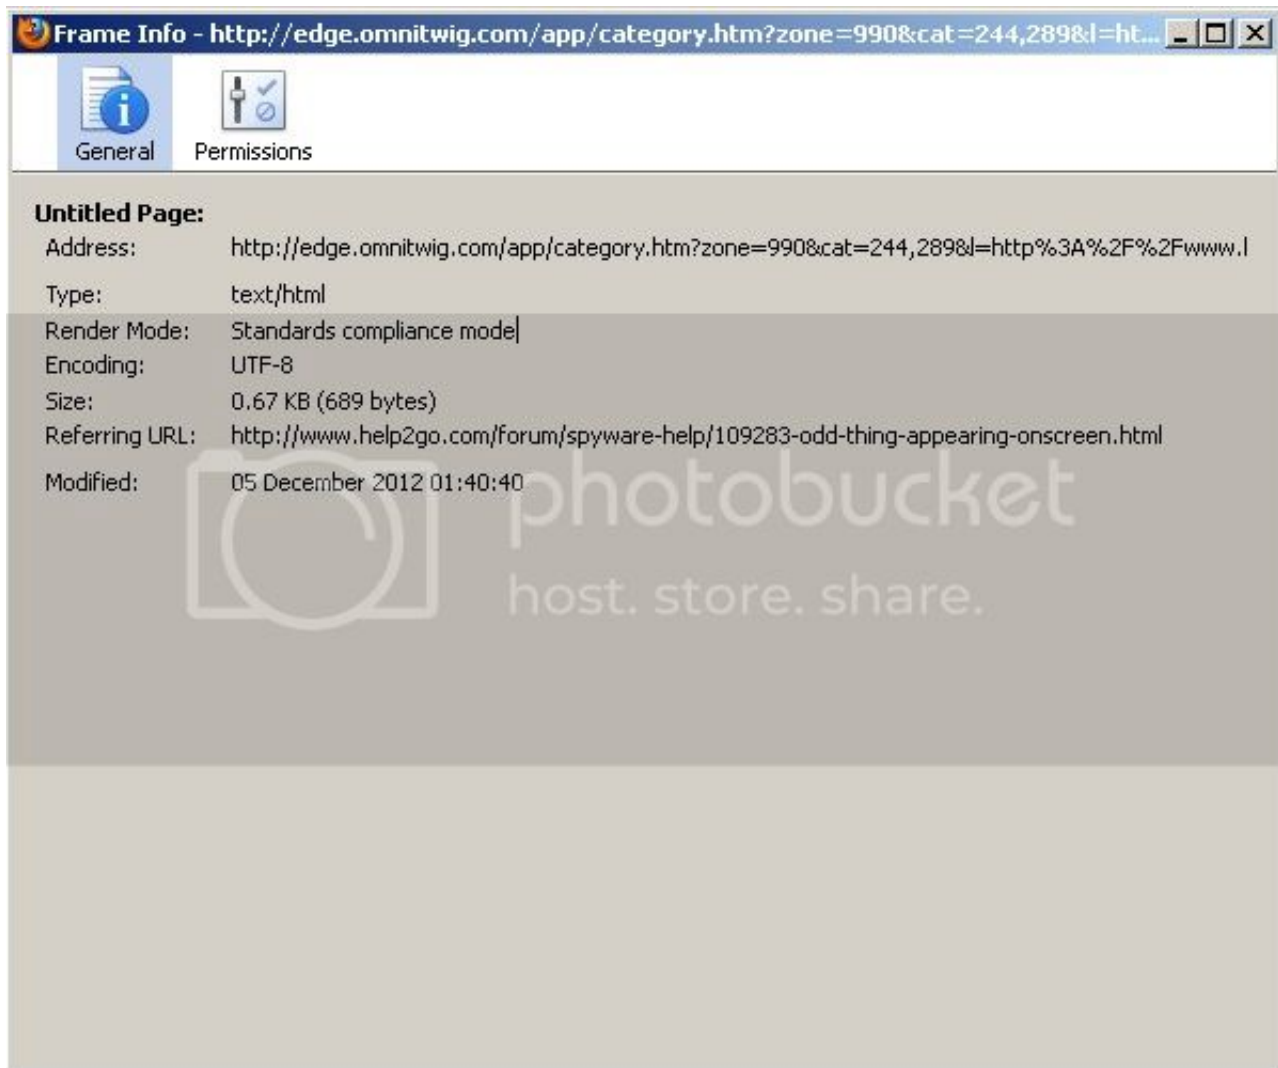 Frame Info - http://edge.omnitwig.com/app/category.htm?zone=990&cat=244,289&l=ht...
General Permissions
Untitled Page:
Address: http://edge.omnitwig.com/app/category.htm?zone=990&cat=244,289&l=http%3A%2F%2Fwww.l
Type: text/html
Render Mode: Standards compliance mode
Encoding: UTF-8
Size: 0.67 KB (689 bytes)
Referring URL: http://www.help2go.com/forum/spyware-help/109283-odd-thing-appearing-onscreen.html
Modified: 05 December 2012 01:40:40
photobucket
host. store. share.